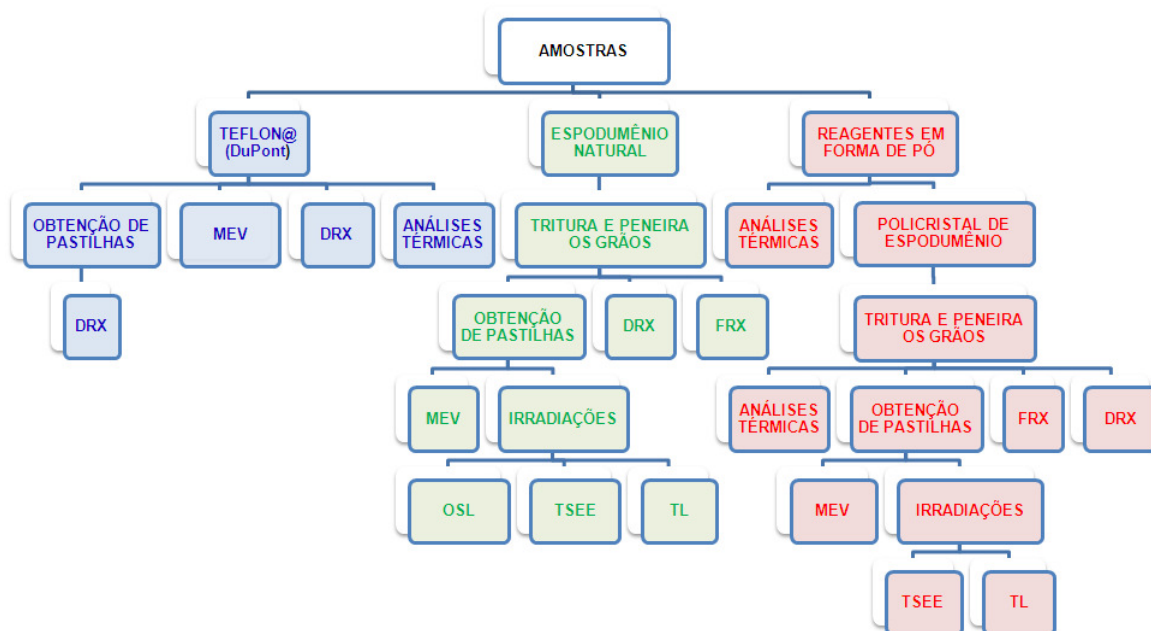 AMOSTRAS
TEFLON@
(DuPont)
ESPODUMÊNIO
NATURAL
REAGENTES EM
FORMA DE PÓ
OBTENÇÃO DE
PASTILHAS
MEV
DRX
ANÁLISES
TÉRMICAS
TRITURA E PENEIRA
OS GRÃOS
ANÁLISES
TÉRMICAS
POLICRISTAL DE
ESPODUMÊNIO
DRX
OBTENÇÃO
DE PASTILHAS
DRX
FRX
TRITURA E PENEIRA
OS GRÃOS
MEV
IRRADIAÇÕES
ANÁLISES
TÉRMICAS
OBTENÇÃO
DE PASTILHAS
FRX
DRX
OSL
TSEE
TL
MEV
IRRADIAÇÕES
TSEE
TL